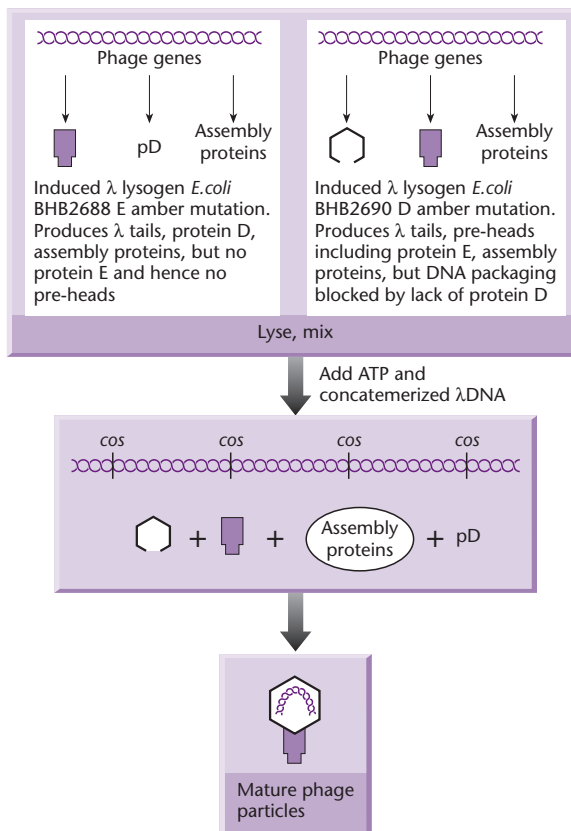 Phage genes
pD
Assembly
proteins
Induced λ lysogen E.coli
BHB2688 E amber mutation.
Produces λ tails, protein D,
assembly proteins, but no
protein E and hence no
pre-heads
Phage genes
Assembly
proteins
Induced λ lysogen E.coli
BHB2690 D amber mutation.
Produces λ tails, pre-heads
including protein E, assembly
proteins, but DNA packaging
blocked by lack of protein D
Lyse, mix
Add ATP and
concatemerized λDNA
cos cos cos cos
+ + Assembly
proteins + pD
Mature phage
particles